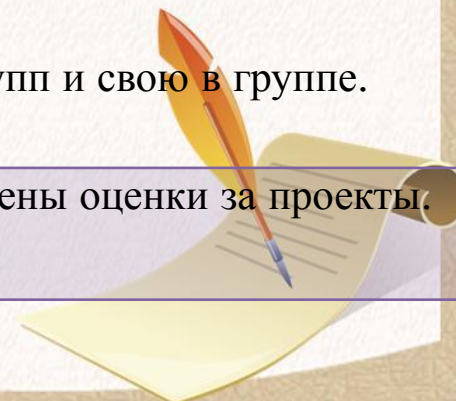 упп и свою в группе.
ены оценки за проекты.